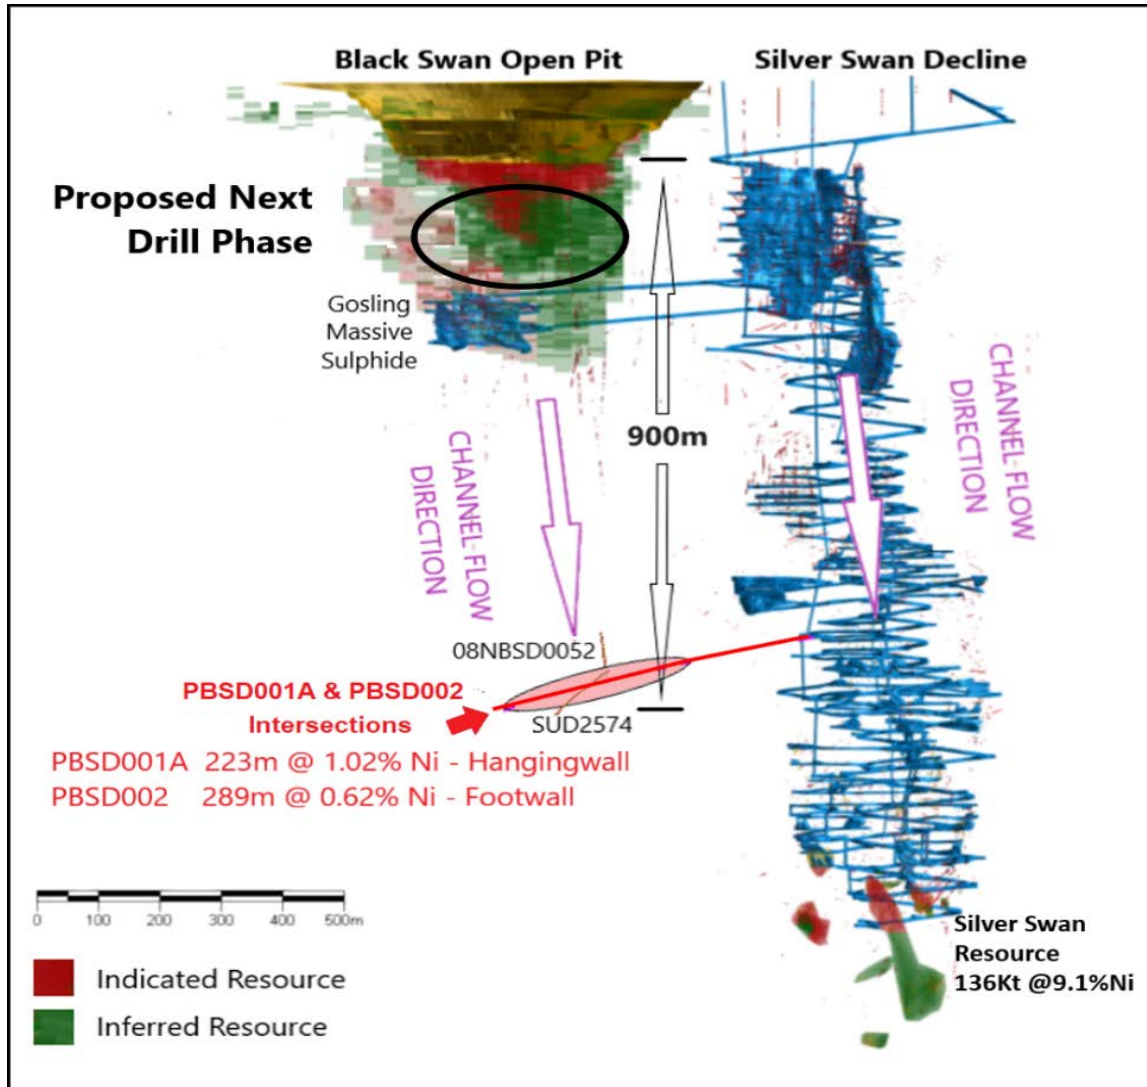 Black Swan Open Pit
Silver Swan Decline
Proposed Next
Drill Phase
Gosling
Massive
Sulphide
900m
CHANNEL FLOW
DIRECTION
CHANNEL FLOW
DIRECTION
08NBSD0052
PBSD001A & PBSD002
Intersections
SUD2574
PBSD001A 223m @ 1.02% Ni - Hangingwall
PBSD002 289m @ 0.62% Ni - Footwall
0 100 200 300 400 500m
Indicated Resource
Inferred Resource
Silver Swan
Resource
136Kt @9.1%Ni